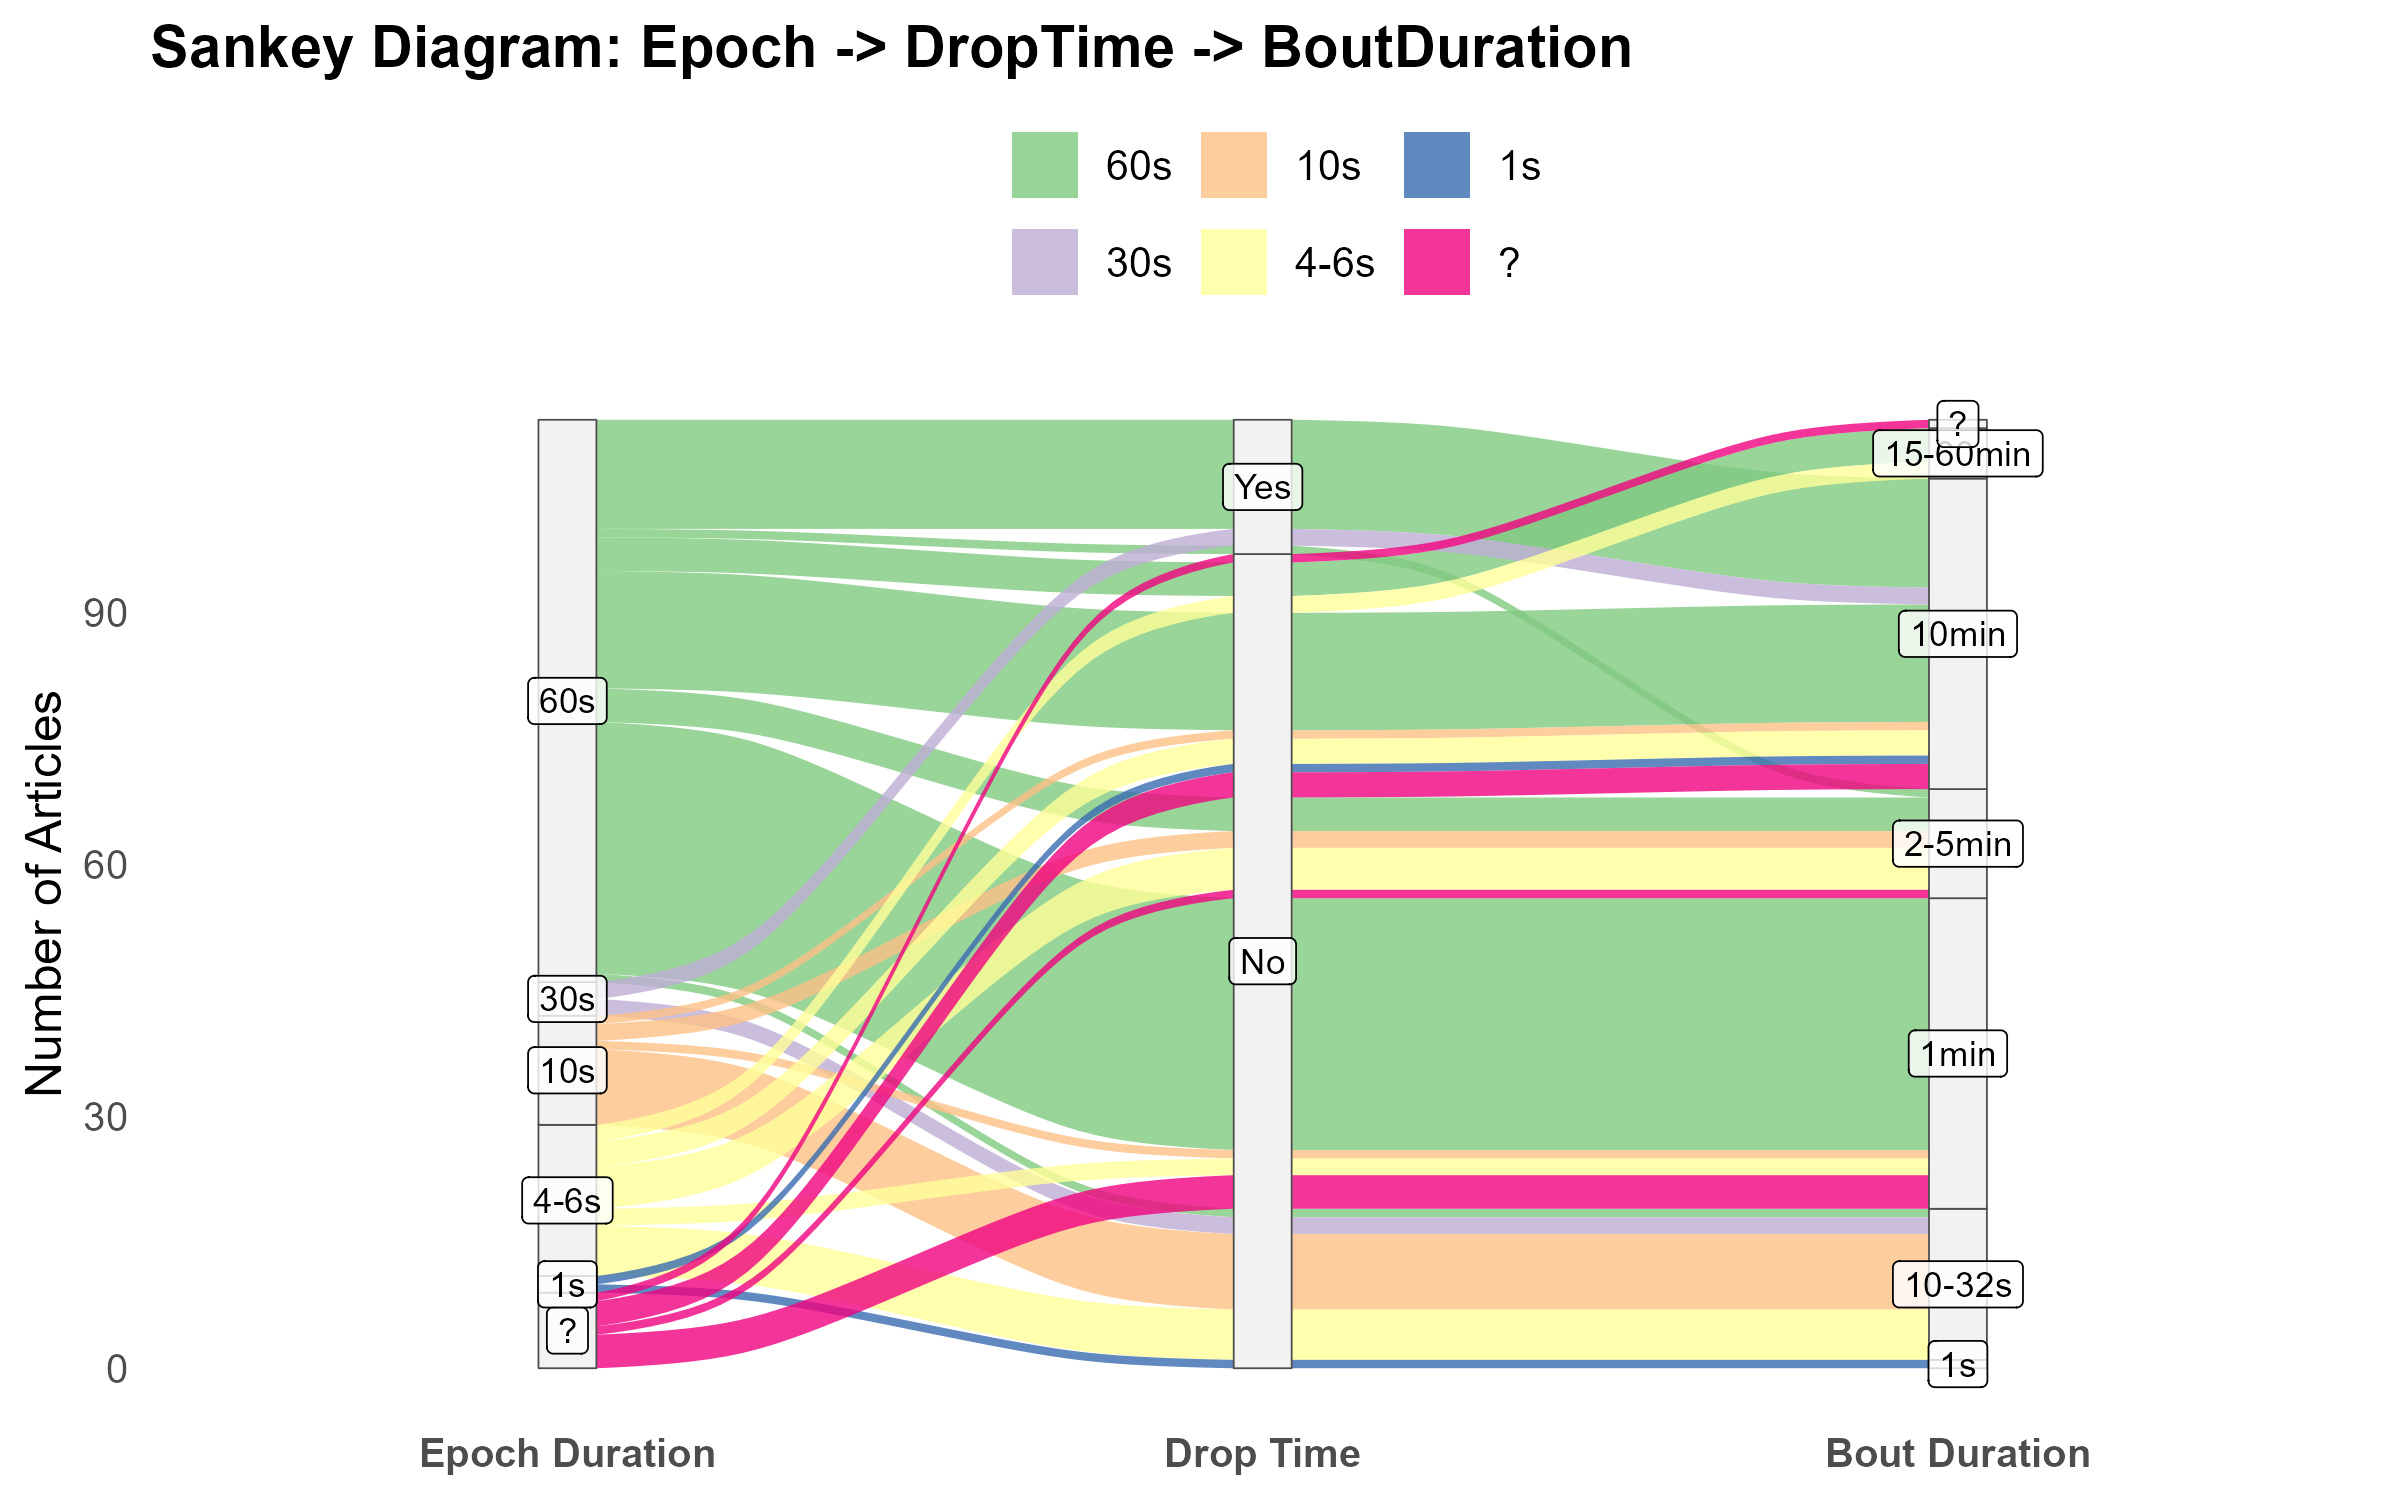 Sankey Diagram: Epoch -> DropTime -> BoutDuration
60s
10s
1s
30s
4-6s
?
Number of Articles
90
60
30
0
60s
30s
10s
4-6s
1s
?
Yes
No
?
15-60min
10min
2-5min
1min
10-32s
1s
Epoch Duration
Drop Time
Bout Duration